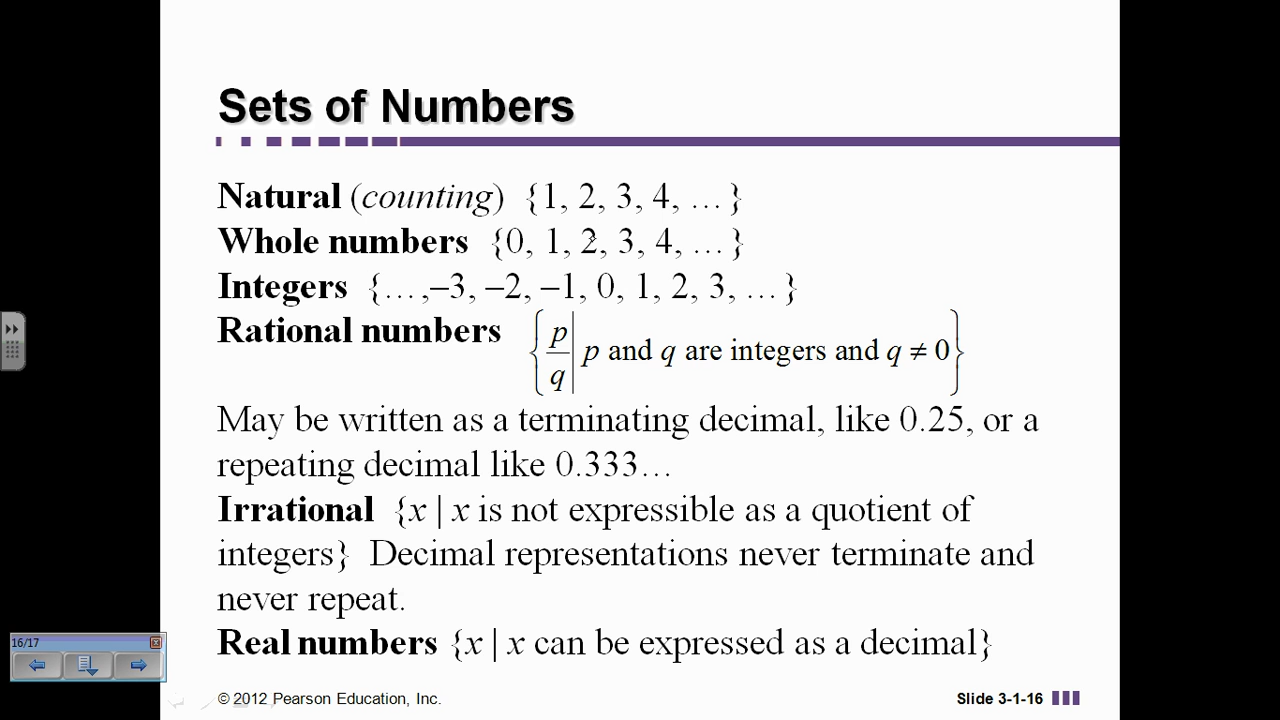 Sets of Numbers
Natural (counting) {1, 2, 3, 4, …}
Whole numbers {0, 1, 2, 3, 4, …}
Integers {…,–3, –2, –1, 0, 1, 2, 3, …}
Rational numbers {p/q | p and q are integers and q ≠ 0}
May be written as a terminating decimal, like 0.25, or a
repeating decimal like 0.333…
Irrational {x | x is not expressible as a quotient of
integers} Decimal representations never terminate and
never repeat.
Real numbers {x | x can be expressed as a decimal}
16/17
© 2012 Pearson Education, Inc.
Slide 3-1-16